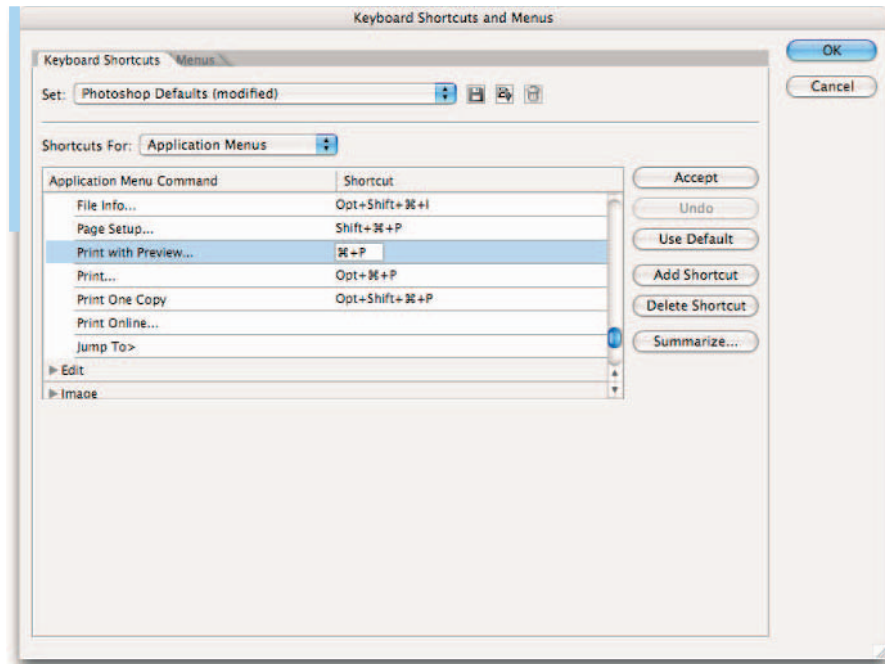 Keyboard Shortcuts and Menus
Keyboard Shortcuts Menus
OK
Set: Photoshop Defaults (modified)
Cancel
Shortcuts For: Application Menus
Application Menu Command Shortcut
Accept
File Info... Opt+Shift+⌘+I
Undo
Page Setup... Shift+⌘+P
Use Default
Print with Preview... ⌘+P
Print... Opt+⌘+P
Add Shortcut
Print One Copy Opt+Shift+⌘+P
Delete Shortcut
Print Online...
Jump To>
Summarize...
Edit
Image